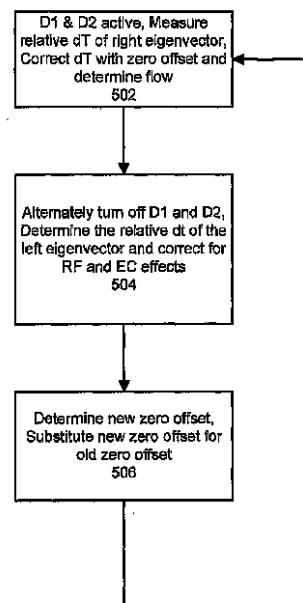 D1 & D2 active, Measure
relative dT of right eigenvector,
Correct dT with zero offset and
determine flow
502
Alternately turn off D1 and D2,
Determine the relative dt of the
left eigenvector and correct for
RF and EC effects
504
Determine new zero offset,
Substitute new zero offset for
old zero offset
506